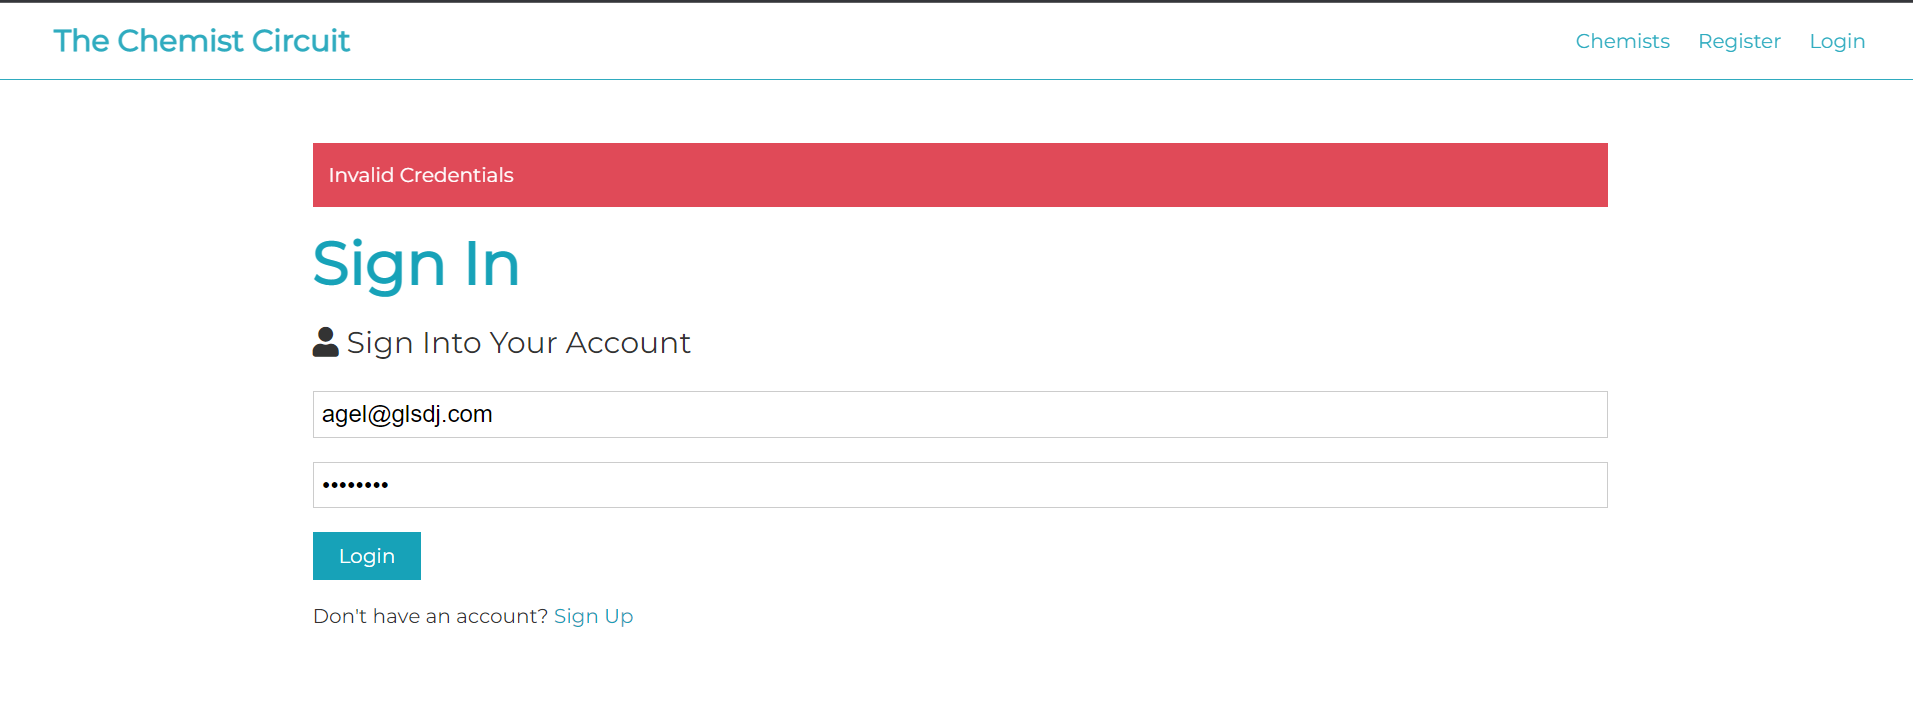 The Chemist Circuit
Chemists Register Login
Invalid Credentials
Sign In
Sign Into Your Account
agel@glsdj.com
••••••••
Login
Don't have an account? Sign Up